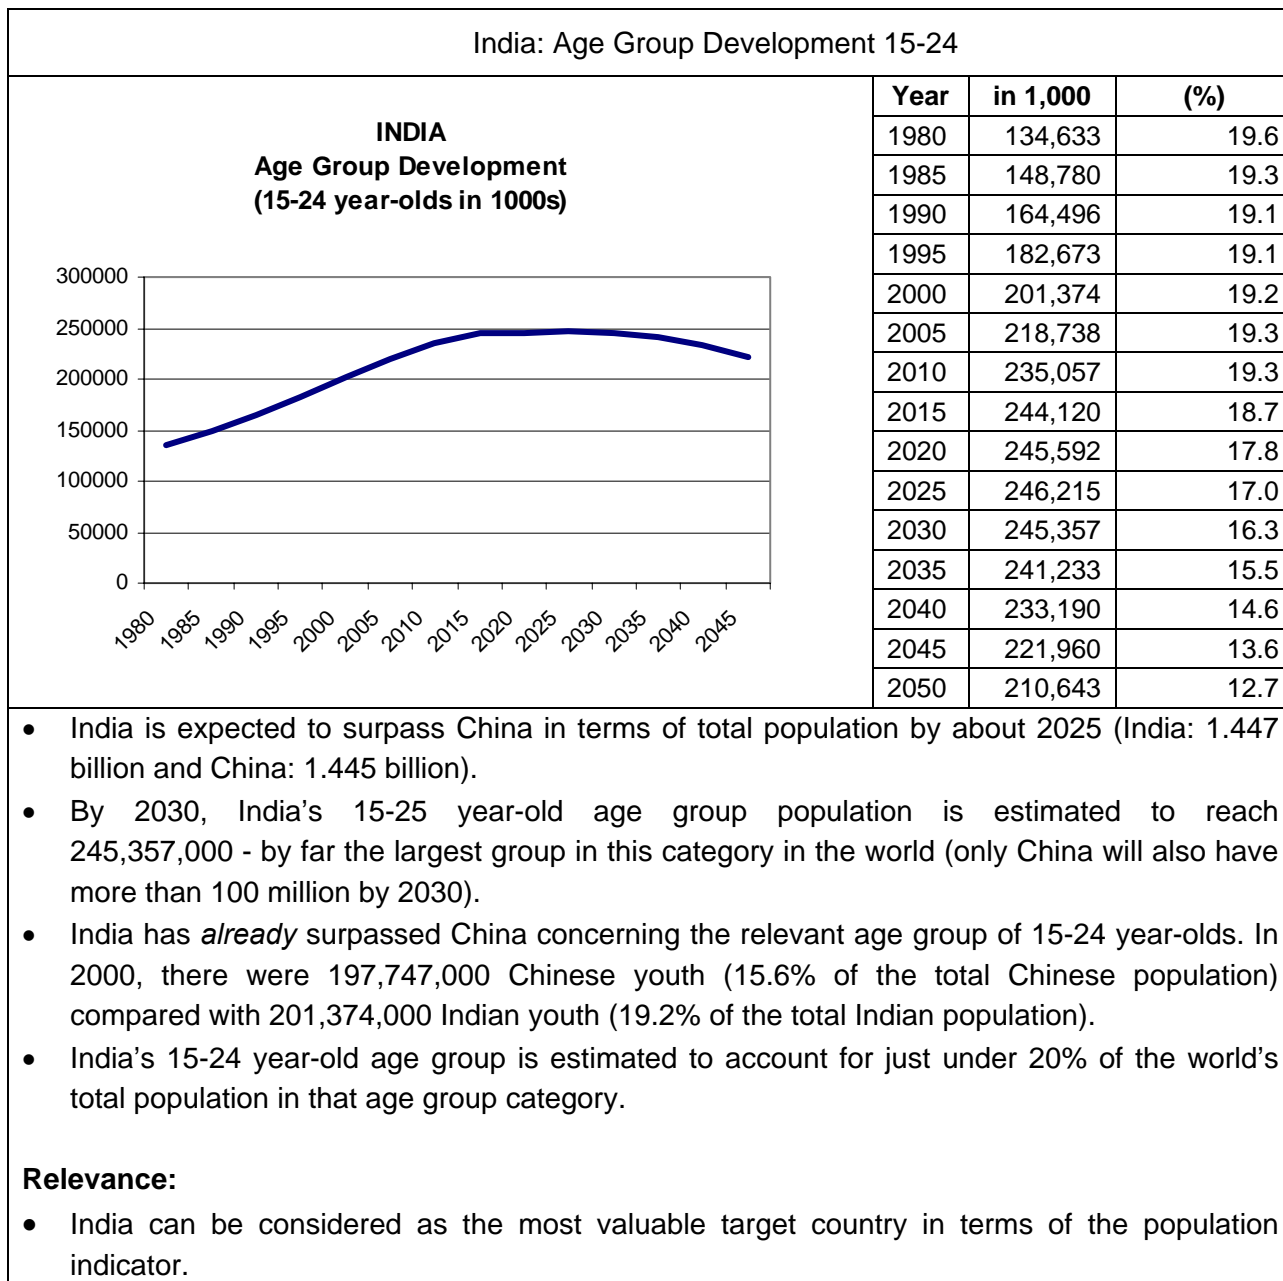 India: Age Group Development 15-24
INDIA
Age Group Development
(15-24 year-olds in 1000s)
300000
250000
200000
150000
100000
50000
0
1980 1985 1990 1995 2000 2005 2010 2015 2020 2025 2030 2035 2040 2045
Year in 1,000 (%)
1980 134,633 19.6
1985 148,780 19.3
1990 164,496 19.1
1995 182,673 19.1
2000 201,374 19.2
2005 218,738 19.3
2010 235,057 19.3
2015 244,120 18.7
2020 245,592 17.8
2025 246,215 17.0
2030 245,357 16.3
2035 241,233 15.5
2040 233,190 14.6
2045 221,960 13.6
2050 210,643 12.7
• India is expected to surpass China in terms of total population by about 2025 (India: 1.447
billion and China: 1.445 billion).
• By 2030, India’s 15-25 year-old age group population is estimated to reach
245,357,000 - by far the largest group in this category in the world (only China will also have
more than 100 million by 2030).
• India has already surpassed China concerning the relevant age group of 15-24 year-olds. In
2000, there were 197,747,000 Chinese youth (15.6% of the total Chinese population)
compared with 201,374,000 Indian youth (19.2% of the total Indian population).
• India’s 15-24 year-old age group is estimated to account for just under 20% of the world’s
total population in that age group category.
Relevance:
• India can be considered as the most valuable target country in terms of the population
indicator.